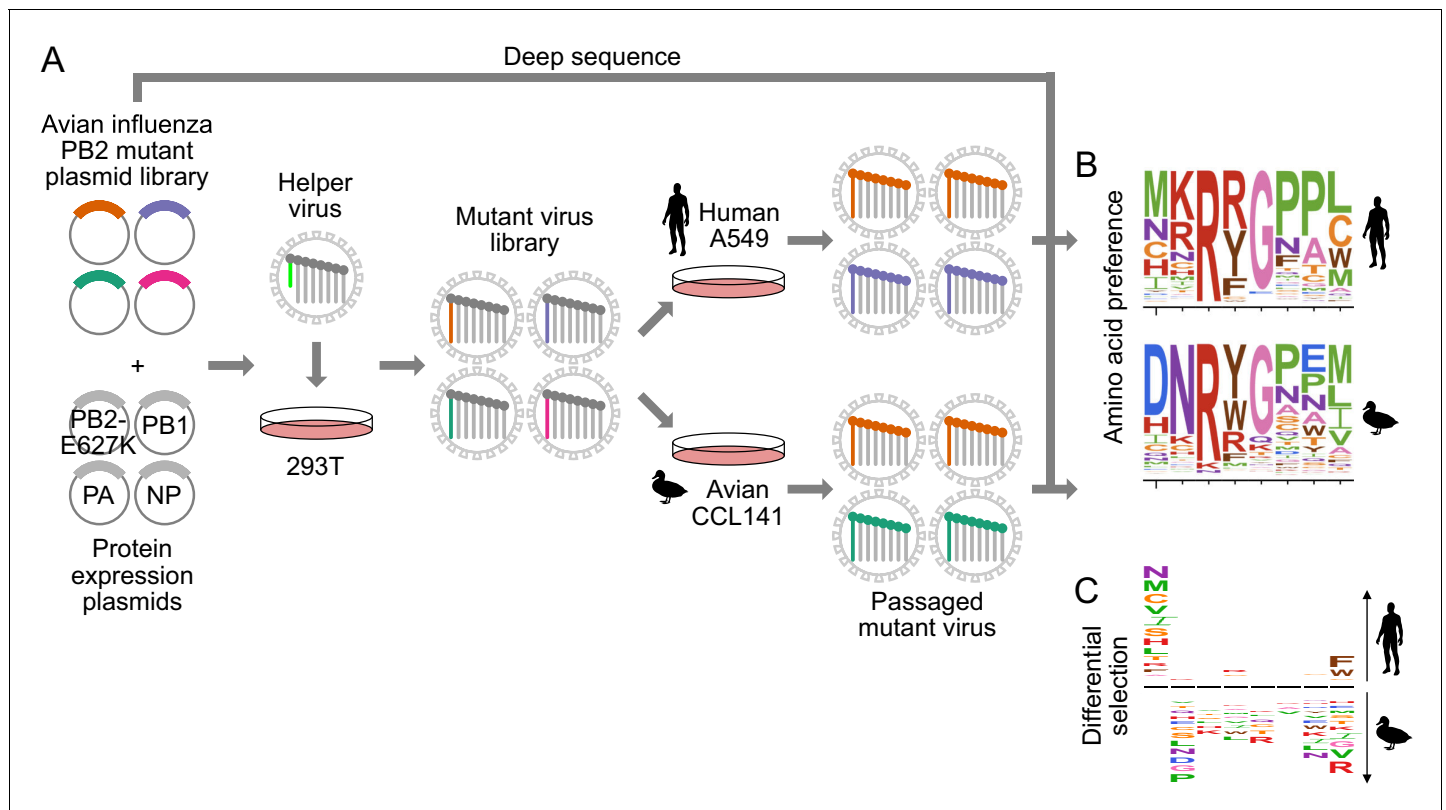 A
Deep sequence
Avian influenza
PB2 mutant
plasmid library
+
PB2-
E627K
PB1
PA
NP
Protein
expression
plasmids
Helper
virus
293T
Mutant virus
library
Human
A549
Avian
CCL141
Passaged
mutant virus
B
Amino acid preference
M K R R G P P L
N R Y N A C
C F W
H M
D N R Y G P E M
H W N P L
R N I
V
C
Differential
selection
N
M
C
V
S
H
L
F
W
L
N
D
G
P
K
L
R
W
K
L
N
G
V
R